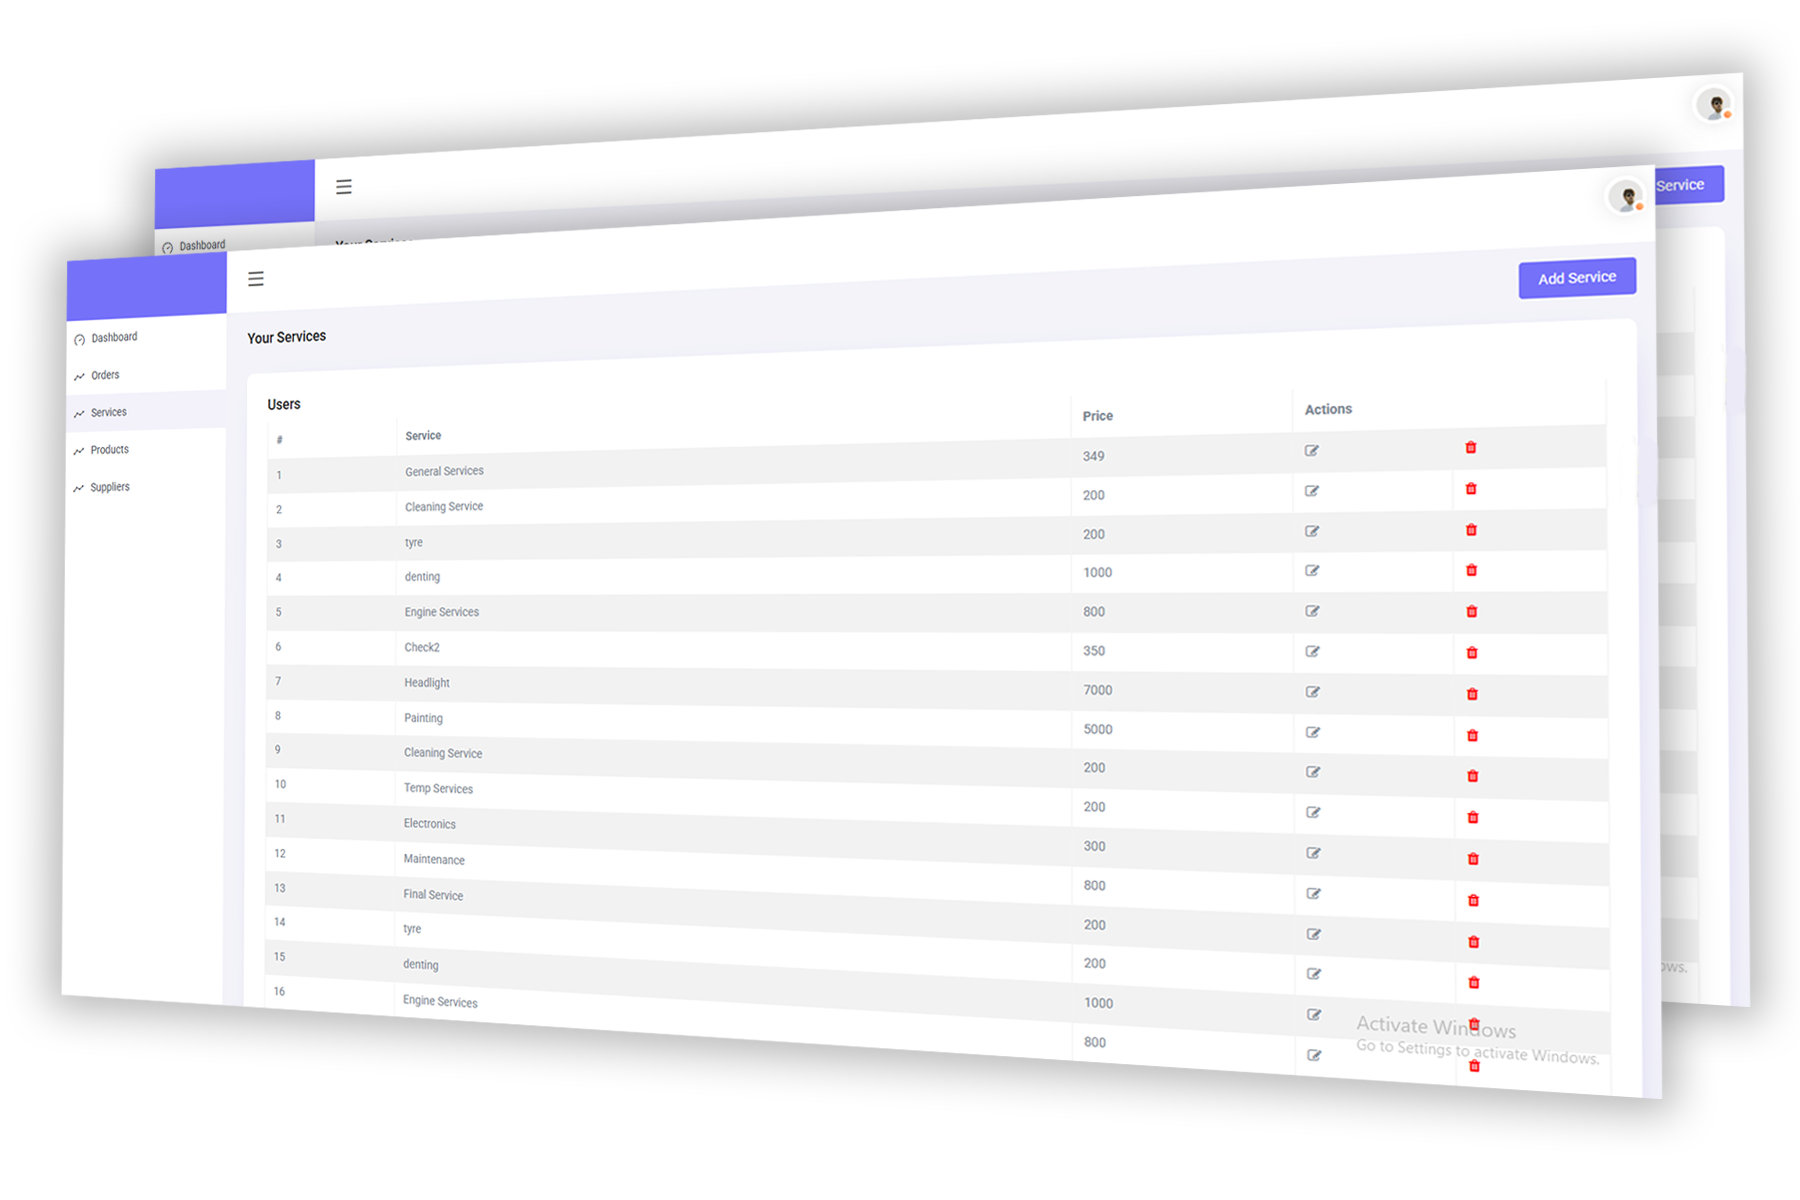 Service
Dashboard
Your Services
Add Service
Dashboard
Orders
Services
Products
Suppliers
Your Services
Users
# Service Price Actions
1 General Services 349
2 Cleaning Service 200
3 tyre 200
4 denting 1000
5 Engine Services 800
6 Check2 350
7 Headlight 7000
8 Painting 5000
9 Cleaning Service 200
10 Temp Services 200
11 Electronics 300
12 Maintenance 800
13 Final Service 200
14 tyre 200
15 denting 1000
16 Engine Services 800
Activate Windows
Go to Settings to activate Windows.